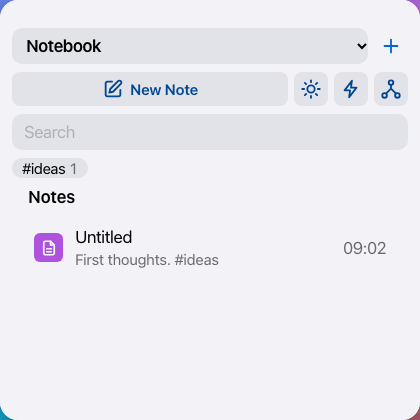 Notebook
New Note
Search
#ideas 1
Notes
Untitled
09:02
First thoughts. #ideas